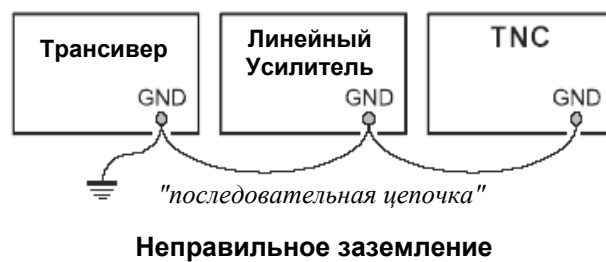 Трансивер
GND
Линейный
Усилитель
GND
TNC
GND
"последовательная цепочка"
Неправильное заземление